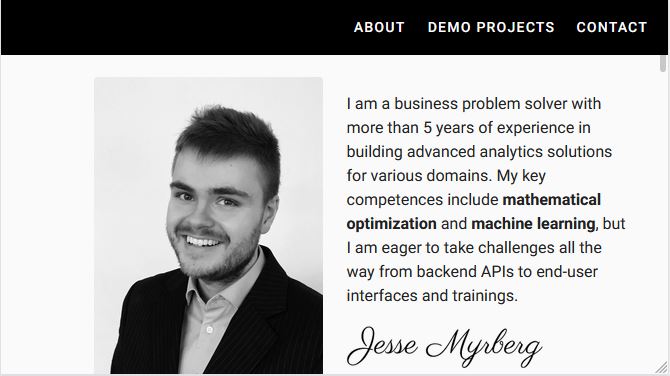 ABOUT DEMO PROJECTS CONTACT
I am a business problem solver with
more than 5 years of experience in
building advanced analytics solutions
for various domains. My key
competences include mathematical
optimization and machine learning, but
I am eager to take challenges all the
way from backend APIs to end-user
interfaces and trainings.
Jesse Myrberg